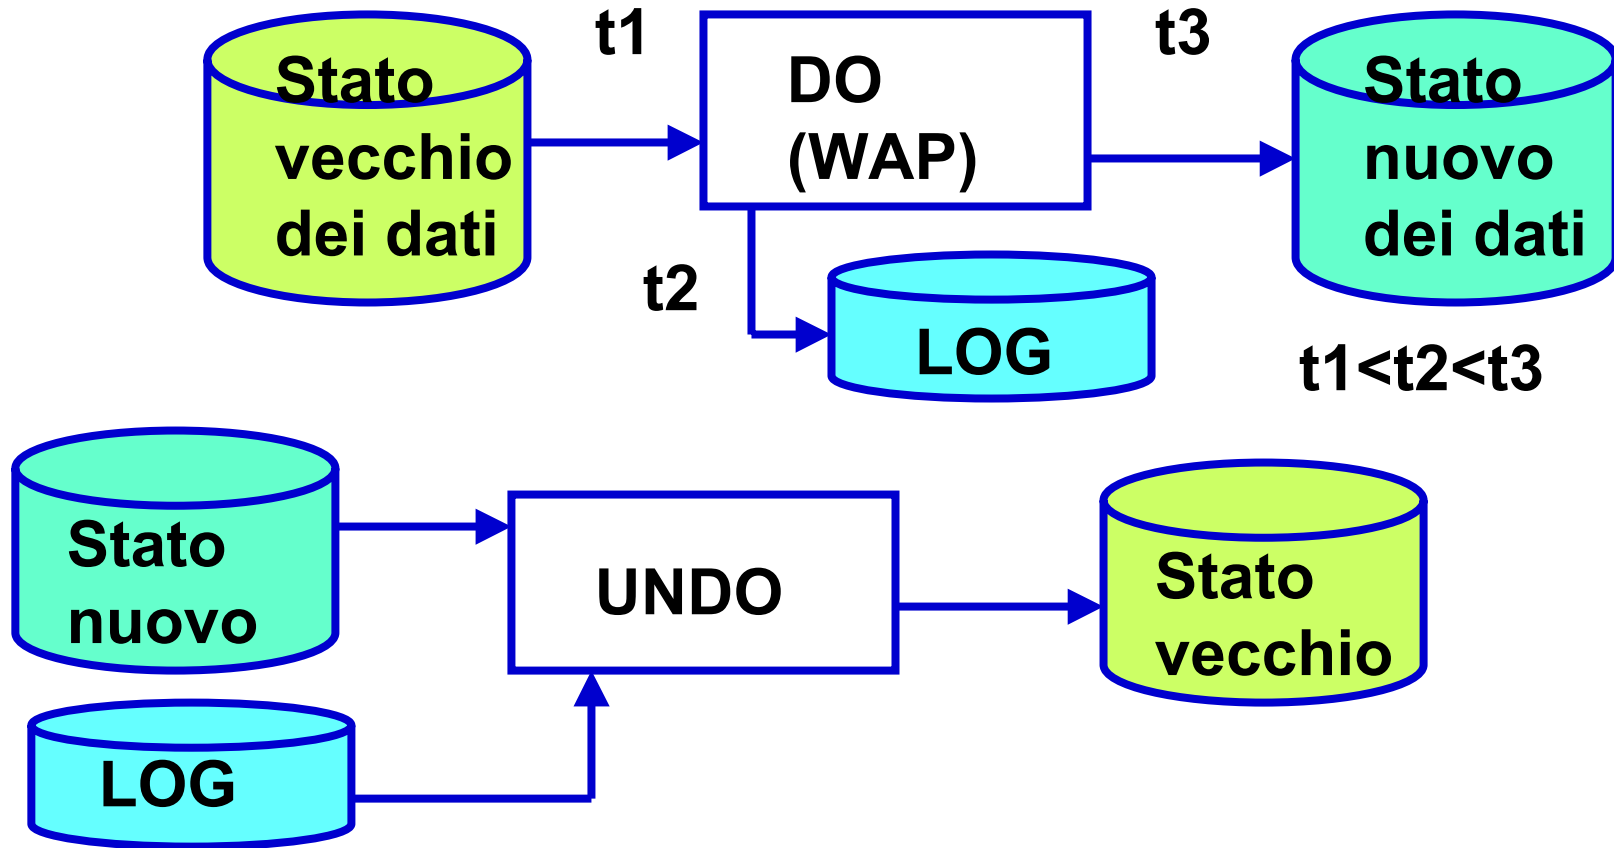 t1
t3
Stato
vecchio
dei dati
DO
(WAP)
Stato
nuovo
dei dati
t2
LOG
t1<t2<t3
Stato
nuovo
UNDO
Stato
vecchio
LOG